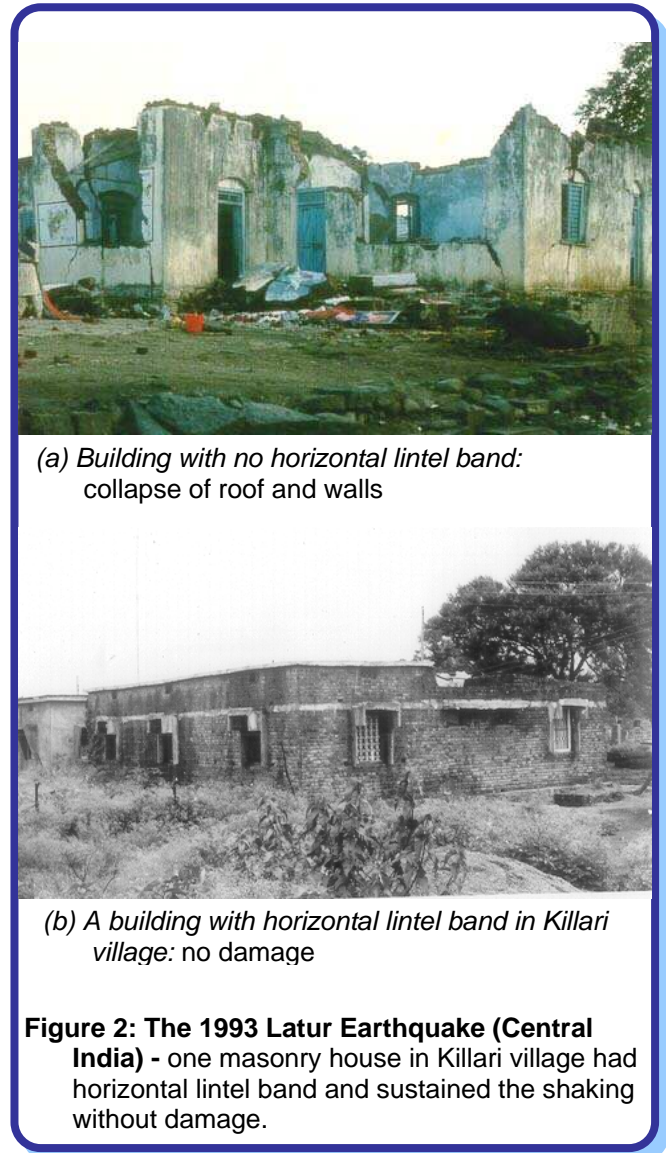 (a) Building with no horizontal lintel band:
collapse of roof and walls
(b) A building with horizontal lintel band in Killari
village: no damage
Figure 2: The 1993 Latur Earthquake (Central
India) - one masonry house in Killari village had
horizontal lintel band and sustained the shaking
without damage.